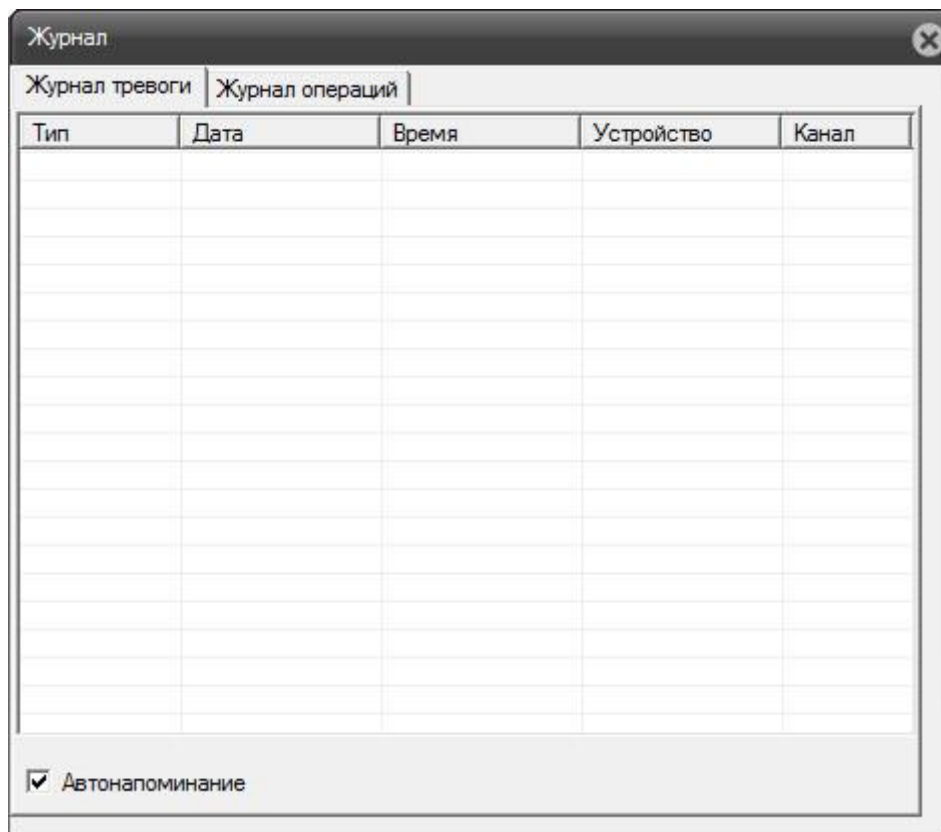 Журнал
Журнал тревоги Журнал операций
Тип Дата Время Устройство Канал
Автонапоминание